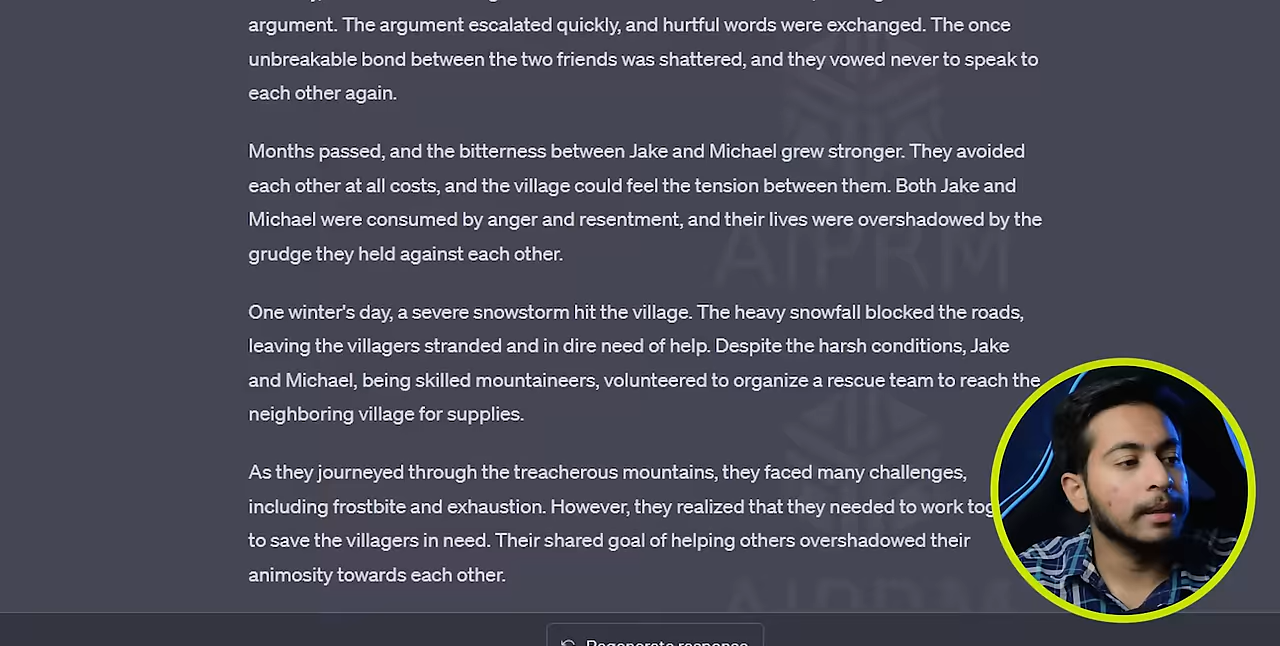 argument. The argument escalated quickly, and hurtful words were exchanged. The once
unbreakable bond between the two friends was shattered, and they vowed never to speak to
each other again.
Months passed, and the bitterness between Jake and Michael grew stronger. They avoided
each other at all costs, and the village could feel the tension between them. Both Jake and
Michael were consumed by anger and resentment, and their lives were overshadowed by the
grudge they held against each other.
One winter's day, a severe snowstorm hit the village. The heavy snowfall blocked the roads,
leaving the villagers stranded and in dire need of help. Despite the harsh conditions, Jake
and Michael, being skilled mountaineers, volunteered to organize a rescue team to reach the
neighboring village for supplies.
As they journeyed through the treacherous mountains, they faced many challenges,
including frostbite and exhaustion. However, they realized that they needed to work tog
to save the villagers in need. Their shared goal of helping others overshadowed their
animosity towards each other.
AIPRM
AIPRM
Regenerate response